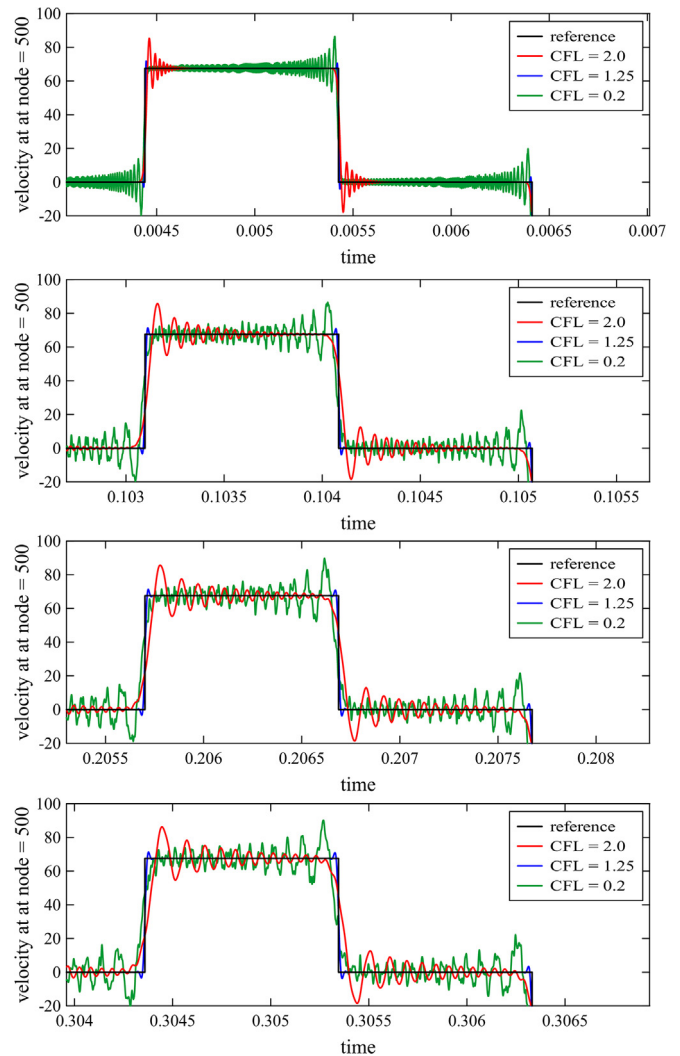 velocity at at node = 500
100
80
60
40
20
0
-20
reference
CFL = 2.0
CFL = 1.25
CFL = 0.2
0.0045 0.005 0.0055 0.006 0.0065 0.007
time
velocity at at node = 500
100
80
60
40
20
0
-20
reference
CFL = 2.0
CFL = 1.25
CFL = 0.2
0.103 0.1035 0.104 0.1045 0.105 0.1055
time
velocity at at node = 500
100
80
60
40
20
0
-20
reference
CFL = 2.0
CFL = 1.25
CFL = 0.2
0.2055 0.206 0.2065 0.207 0.2075 0.208
time
velocity at at node = 500
100
80
60
40
20
0
-20
reference
CFL = 2.0
CFL = 1.25
CFL = 0.2
0.304 0.3045 0.305 0.3055 0.306 0.3065
time